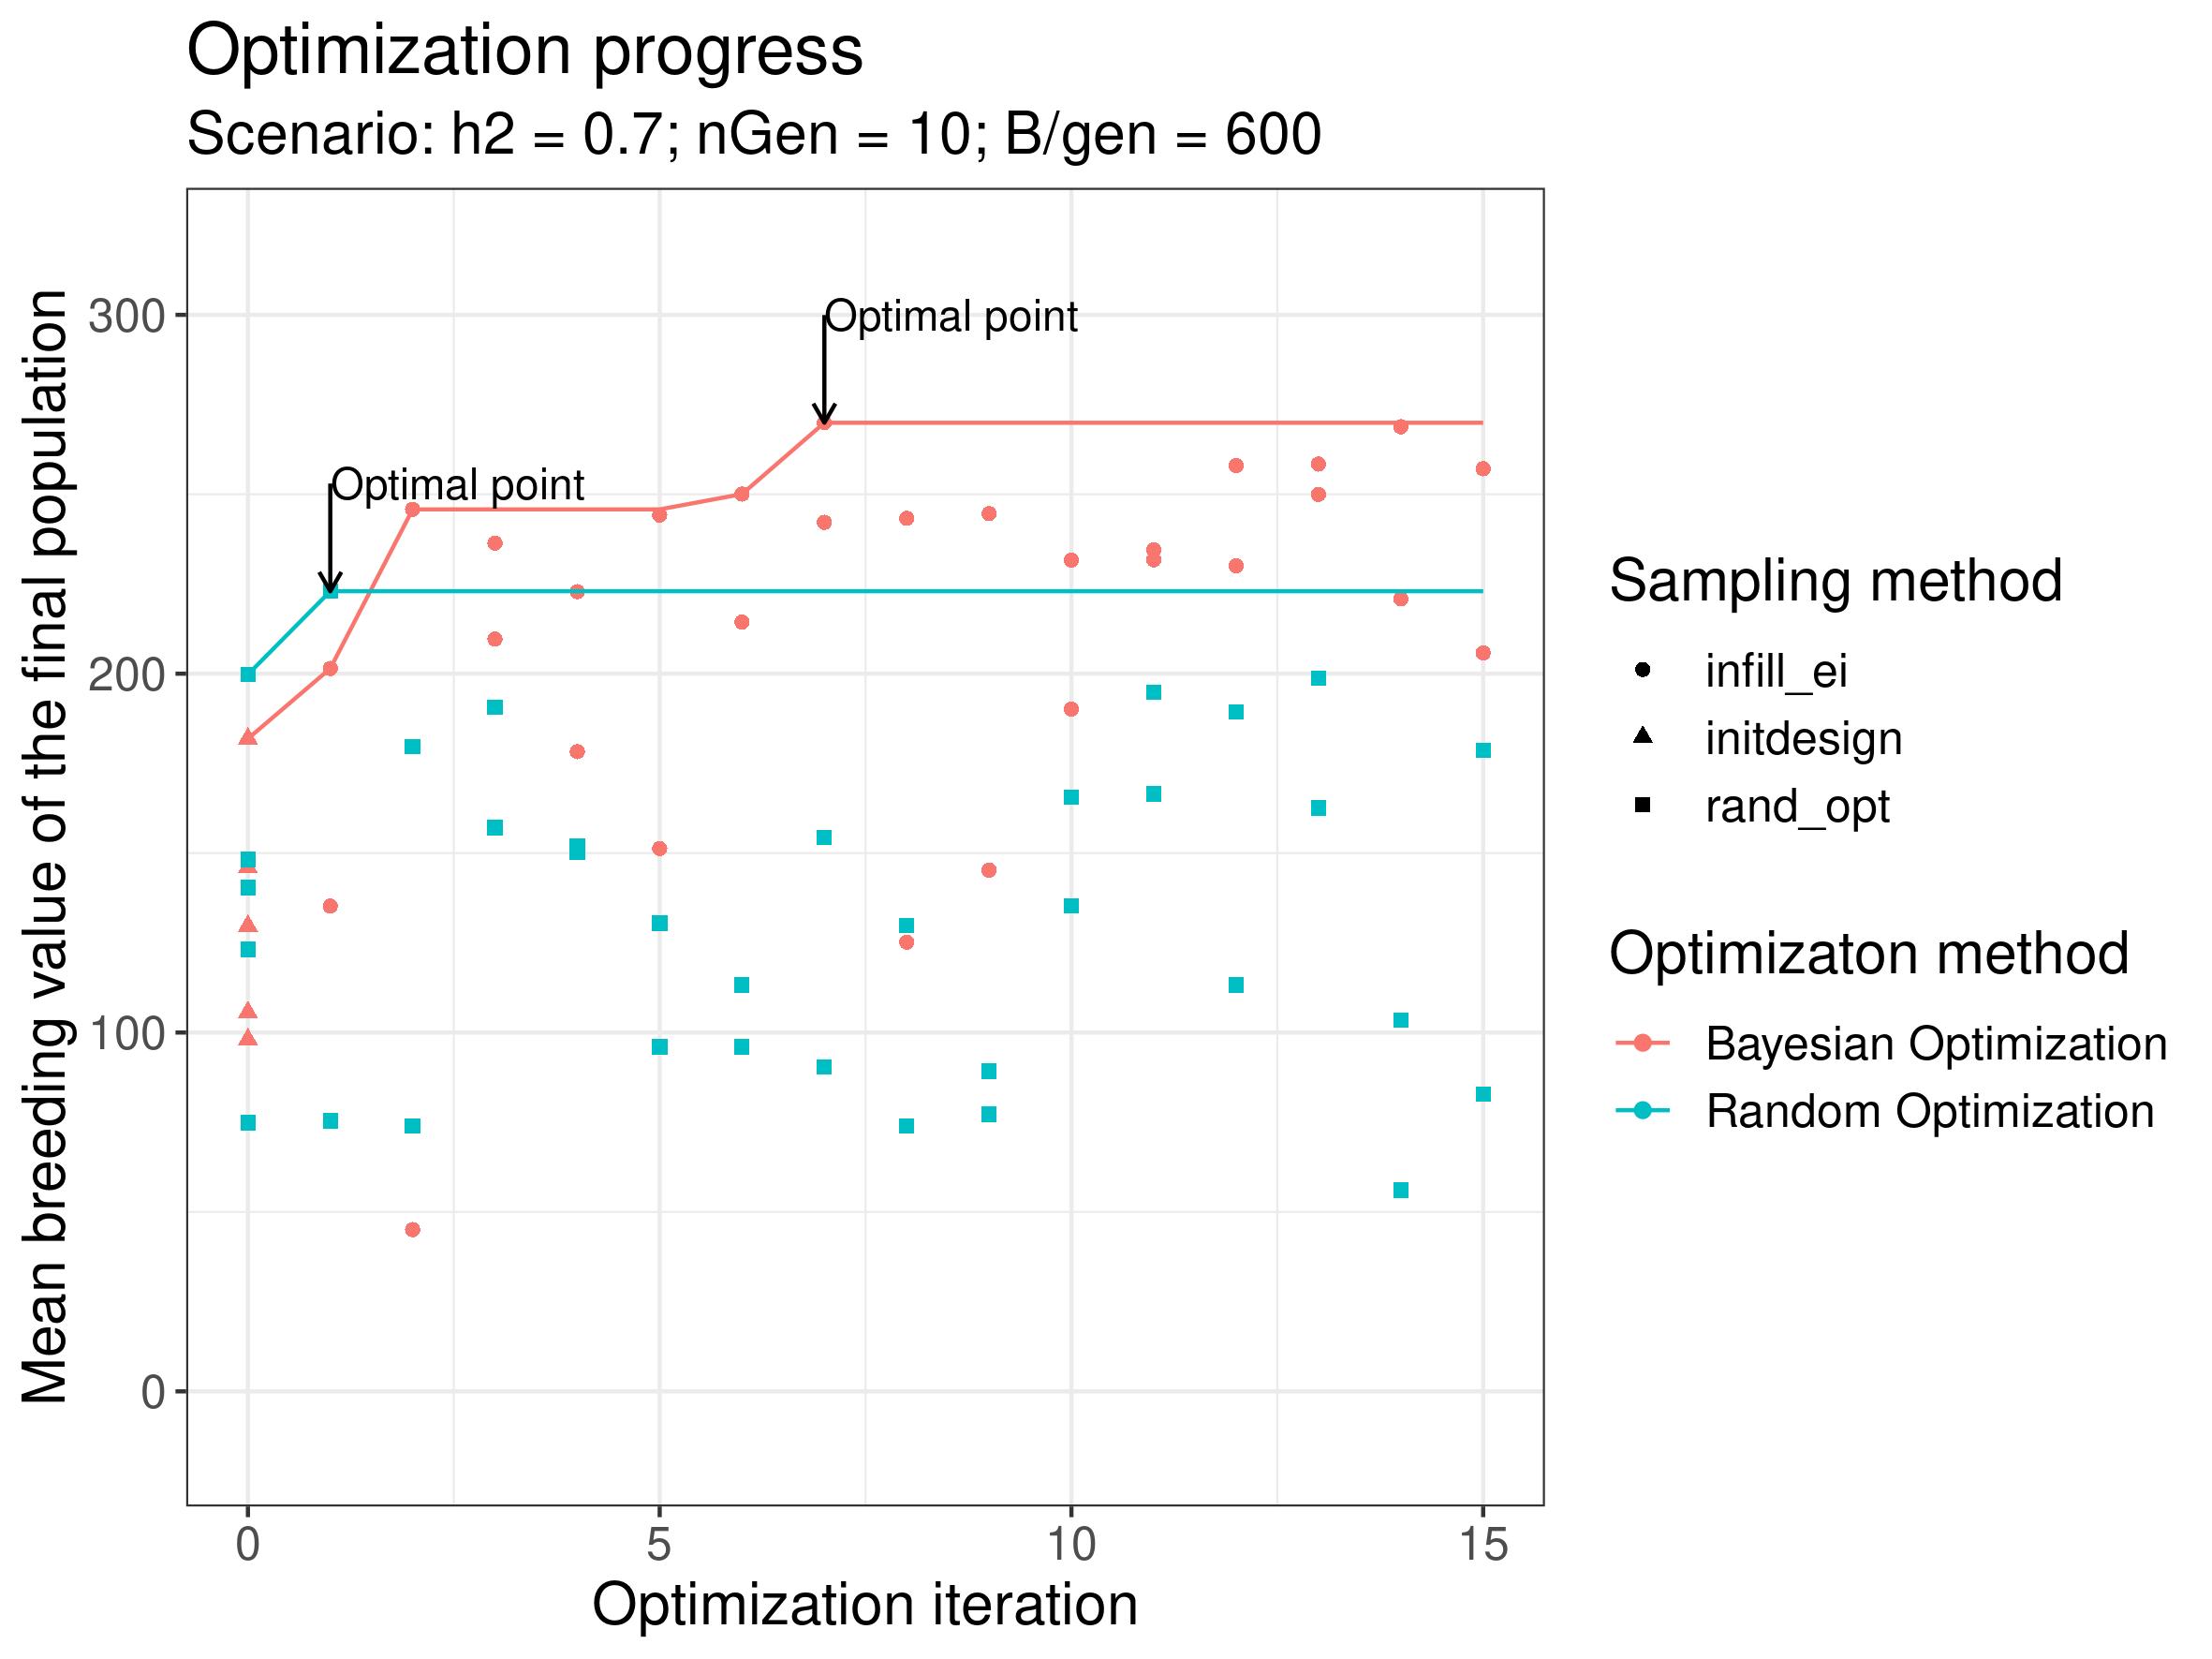 Optimization progress
Scenario: h2 = 0.7; nGen = 10; B/gen = 600
Mean breeding value of the final population
300
200
100
0
Optimal point
Optimal point
0
5
10
15
Optimization iteration
Sampling method
infill_ei
initdesign
rand_opt
Optimizaton method
Bayesian Optimization
Random Optimization